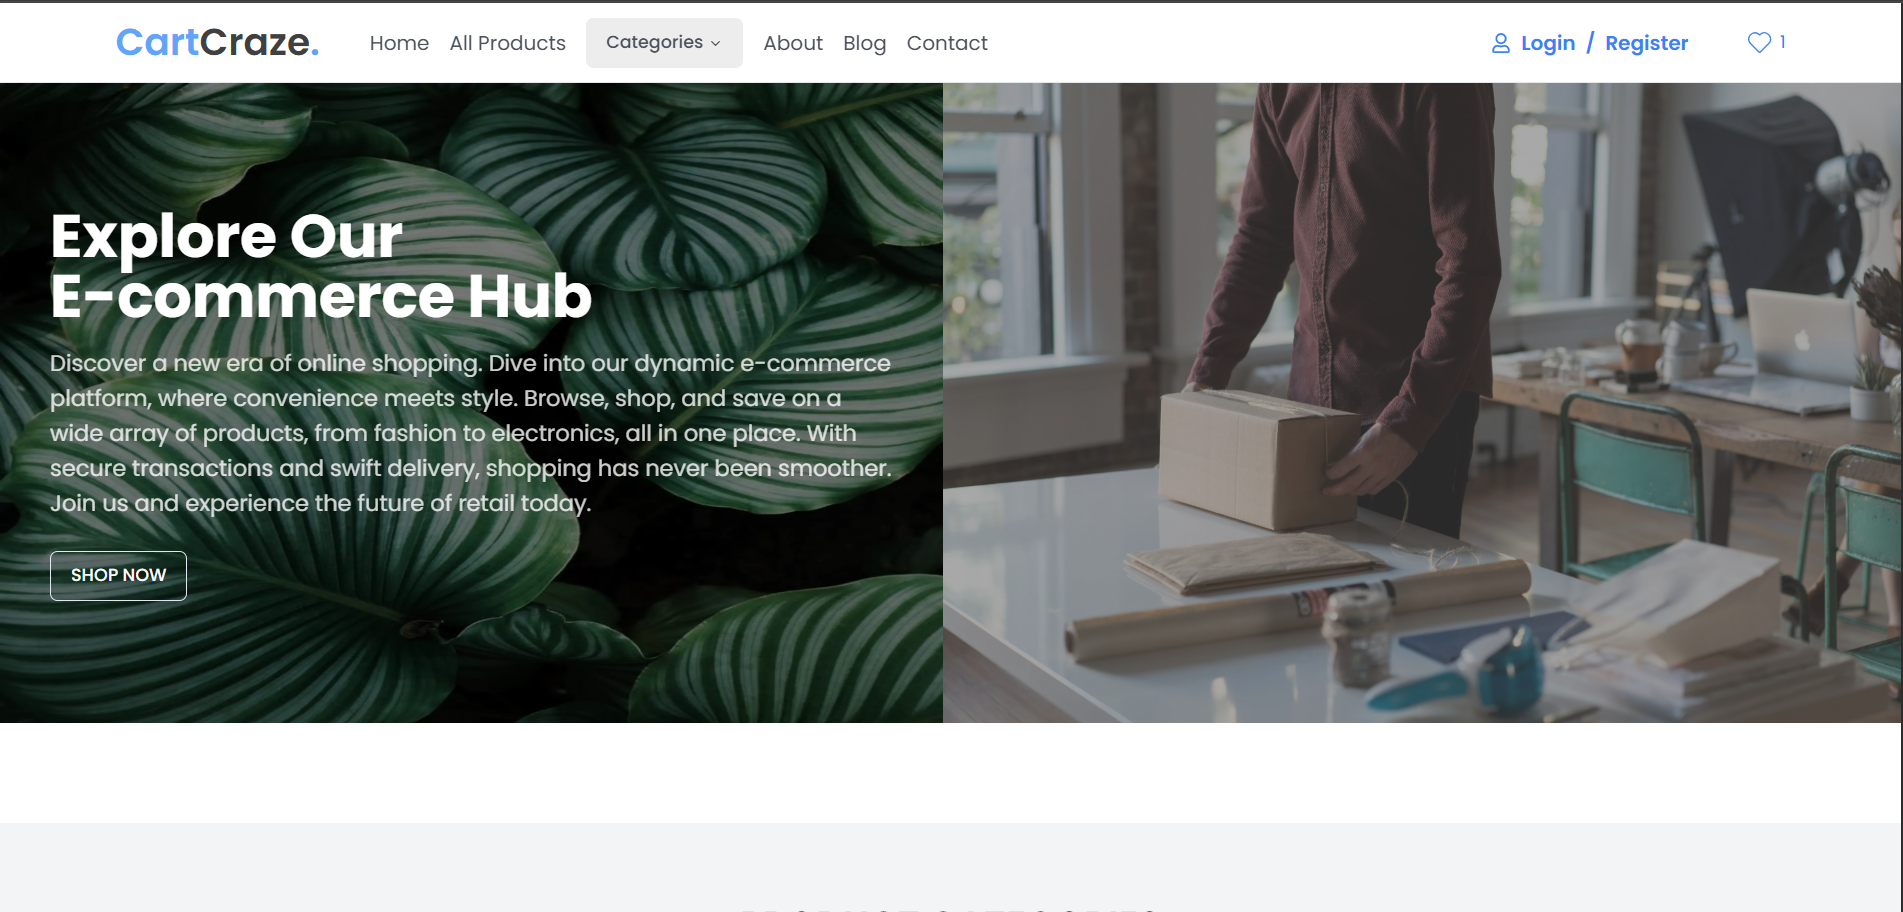 CartCraze.
Home
All Products
Categories
About
Blog
Contact
Login / Register
1
Explore Our
E-commerce Hub
Discover a new era of online shopping. Dive into our dynamic e-commerce
platform, where convenience meets style. Browse, shop, and save on a
wide array of products, from fashion to electronics, all in one place. With
secure transactions and swift delivery, shopping has never been smoother.
Join us and experience the future of retail today.
SHOP NOW